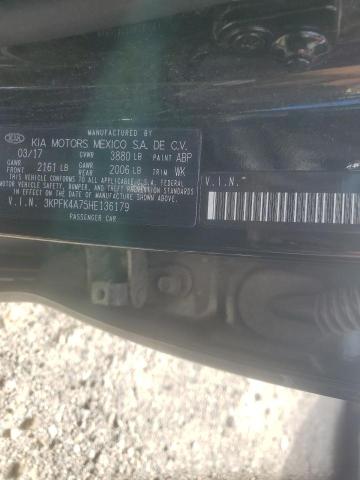 MANUFACTURED BY
KIA KIA MOTORS MEXICO S.A. DE C.V.
03/17 GVWR 3880 LB PAINT ABP
GAWR FRONT 2161 LB GAWR REAR 2006 LB TRIM WK
THIS VEHICLE CONFORMS TO ALL APPLICABLE U.S.A. FEDERAL
MOTOR VEHICLE SAFETY, BUMPER, AND THEFT PREVENTION
STANDARDS IN EFFECT ON THE DATE OF MANUFACTURE SHOWN ABOVE.
V.I.N. 3KPFK4A75HE136179
PASSENGER CAR
V.I.N.